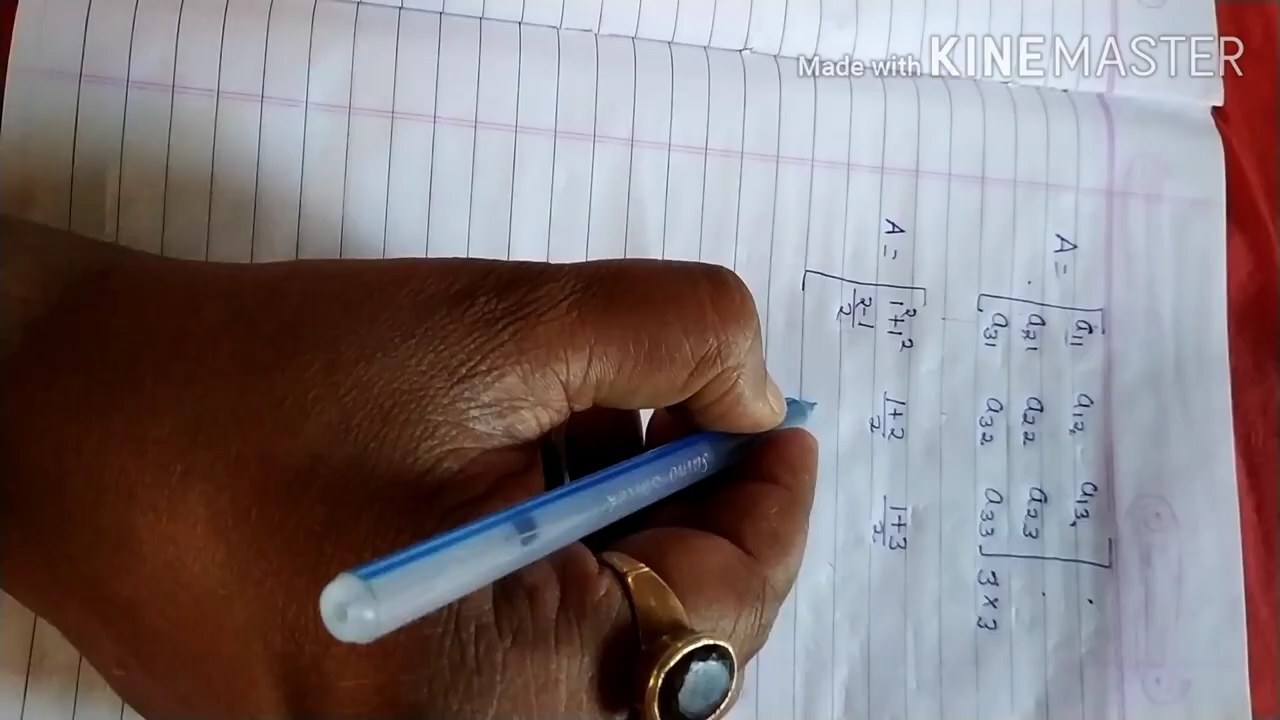 Made with KINEMASTER
A = [a11 a12, a13,
a21 a22 a23
a31 a32 a33] 3×3
A = [1²+1² 1+2/2 1+3/2
2-1/2